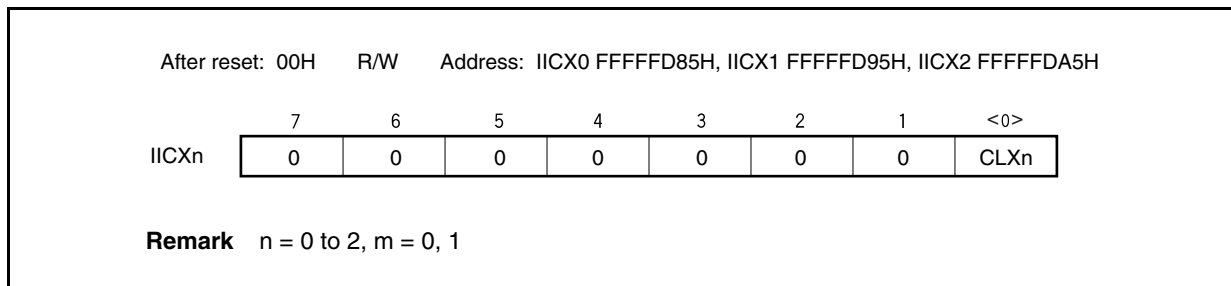 After reset: 00H R/W Address: IICX0 FFFFFD85H, IICX1 FFFFFD95H, IICX2 FFFFFDA5H
7 6 5 4 3 2 1 <0>
IICXn 0 0 0 0 0 0 0 CLXn
Remark n = 0 to 2, m = 0, 1